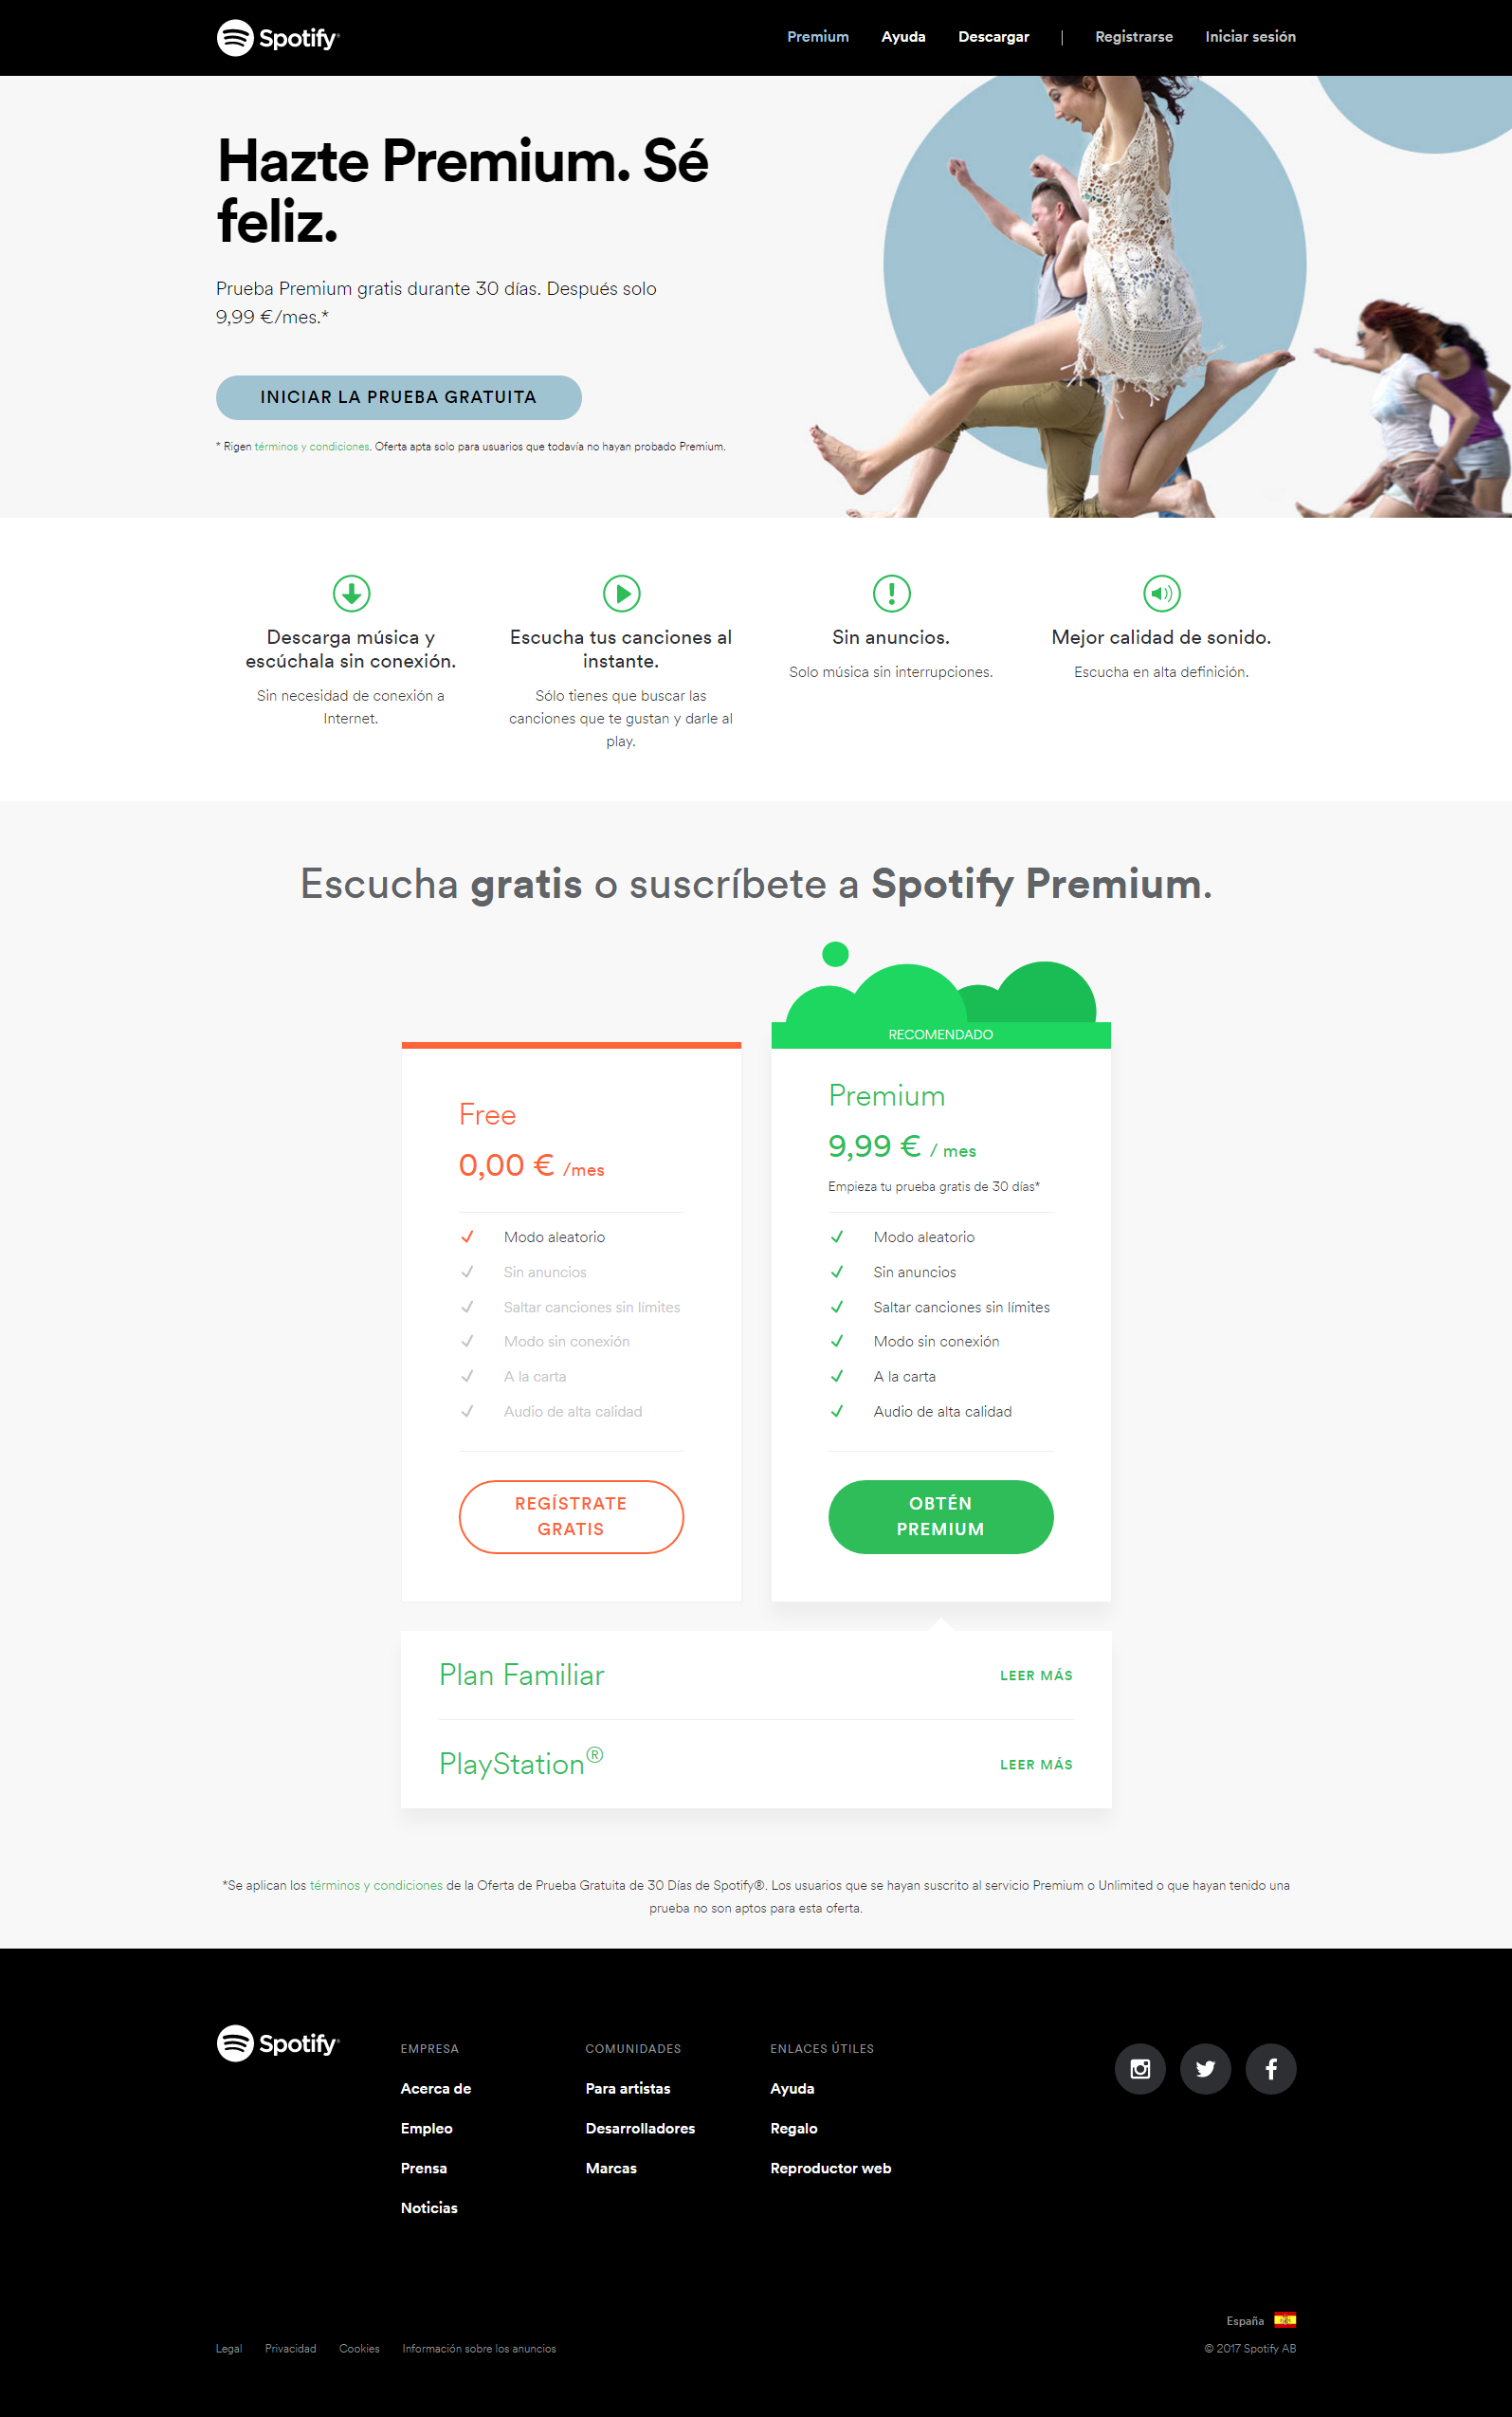 Spotify®
Premium
Ayuda
Descargar
|
Registrarse
Iniciar sesión
Hazte Premium. Sé
feliz.
Prueba Premium gratis durante 30 días. Después solo
9,99 €/mes.*
INICIAR LA PRUEBA GRATUITA
* Rigen términos y condiciones. Oferta apta solo para usuarios que todavía no hayan probado Premium.
Descarga música y
escúchala sin conexión.
Sin necesidad de conexión a
Internet.
Escucha tus canciones al
instante.
Sólo tienes que buscar las
canciones que te gustan y darle al
play.
Sin anuncios.
Solo música sin interrupciones.
Mejor calidad de sonido.
Escucha en alta definición.
Escucha gratis o suscríbete a Spotify Premium.
Free
0,00 € /mes
Modo aleatorio
Sin anuncios
Saltar canciones sin límites
Modo sin conexión
A la carta
Audio de alta calidad
REGÍSTRATE
GRATIS
RECOMENDADO
Premium
9,99 € / mes
Empieza tu prueba gratis de 30 días*
Modo aleatorio
Sin anuncios
Saltar canciones sin límites
Modo sin conexión
A la carta
Audio de alta calidad
OBTÉN
PREMIUM
Plan Familiar
LEER MÁS
PlayStation®
LEER MÁS
*Se aplican los términos y condiciones de la Oferta de Prueba Gratuita de 30 Días de Spotify®. Los usuarios que se hayan suscrito al servicio Premium o Unlimited o que hayan tenido una
prueba no son aptos para esta oferta.
Spotify®
EMPRESA
Acerca de
Empleo
Prensa
Noticias
COMUNIDADES
Para artistas
Desarrolladores
Marcas
ENLACES ÚTILES
Ayuda
Regalo
Reproductor web
España
Legal
Privacidad
Cookies
Información sobre los anuncios
© 2017 Spotify AB